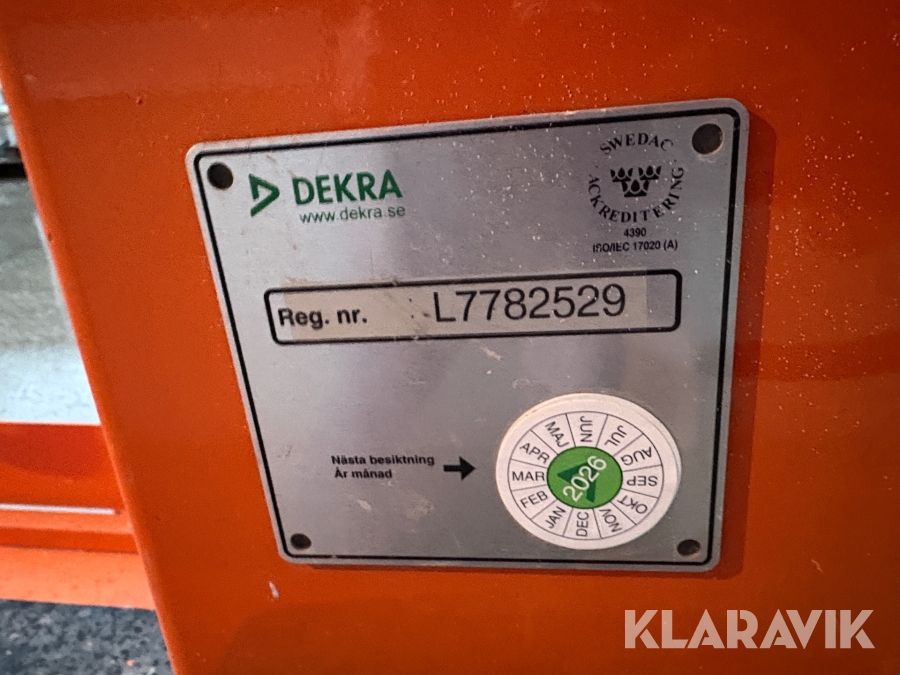 DEKRA
www.dekra.se
SWEDAC
ACKREDITERING
4390
ISO/IEC 17020 (A)
Reg. nr. L7782529
Nästa besiktning
År månad
JAN
FEB
MAR
APR
MAJ
JUN
JUL
AUG
SEP
OKT
NOV
DEC
2026
KLARAVIK